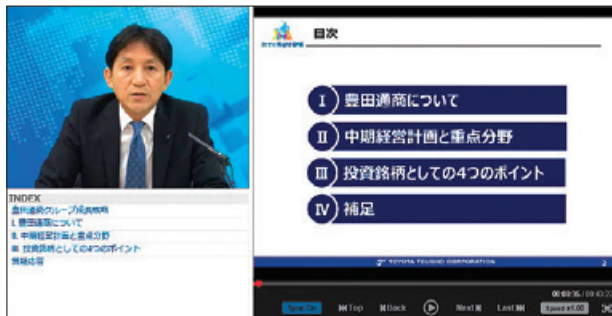 目次
I 豊田通商について
II 中期経営計画と重点分野
III 投資銘柄としての4つのポイント
IV 補足
TOYOTA TSUSHO CORPORATION 2
INDEX
豊田通商グループ成長戦略
I. 豊田通商について
II. 中期経営計画と重点分野
III. 投資銘柄としての4つのポイント
質疑応答
Sync On Top Back Next Last Speed x1.00